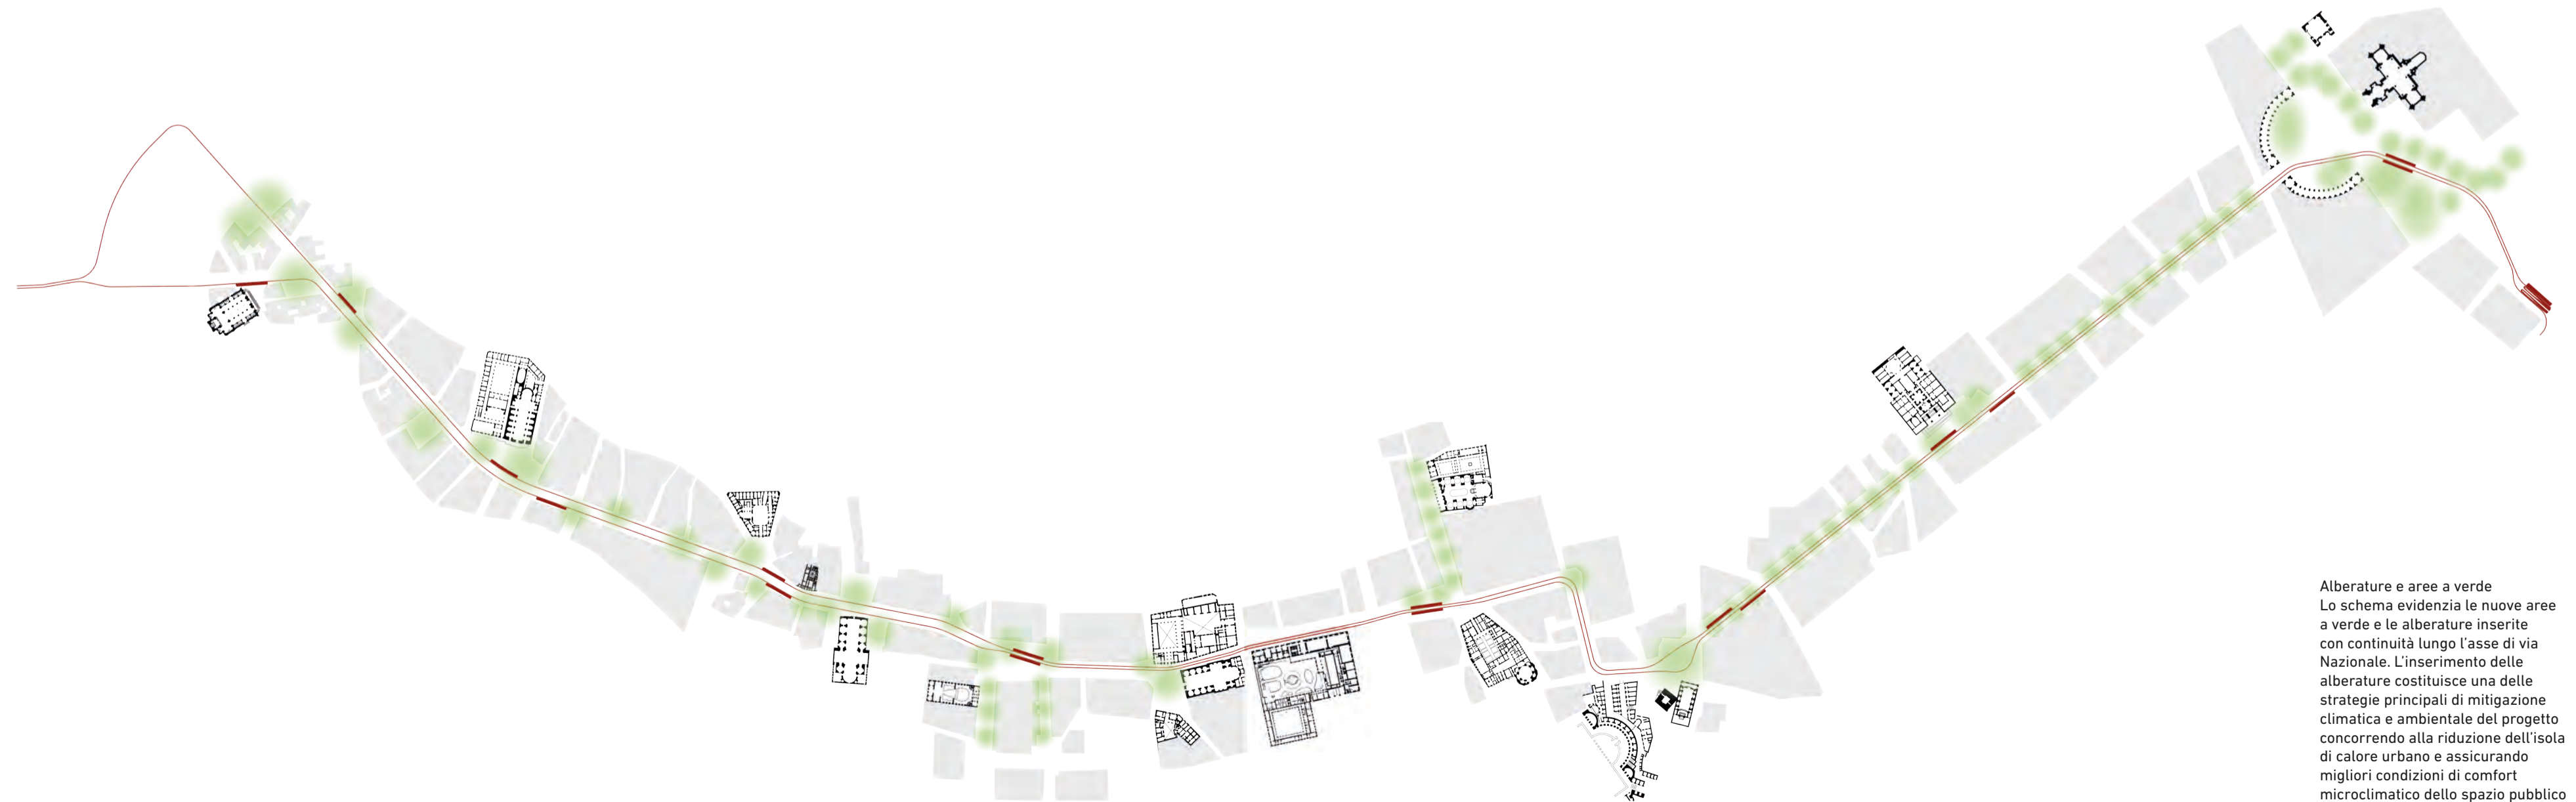 Alberature e aree a verde
Lo schema evidenzia le nuove aree
a verde e le alberature inserite
con continuità lungo l'asse di via
Nazionale. L'inserimento delle
alberature costituisce una delle
strategie principali di mitigazione
climatica e ambientale del progetto
concorrendo alla riduzione dell'isola
di calore urbano e assicurando
migliori condizioni di comfort
microclimatico dello spazio pubblico